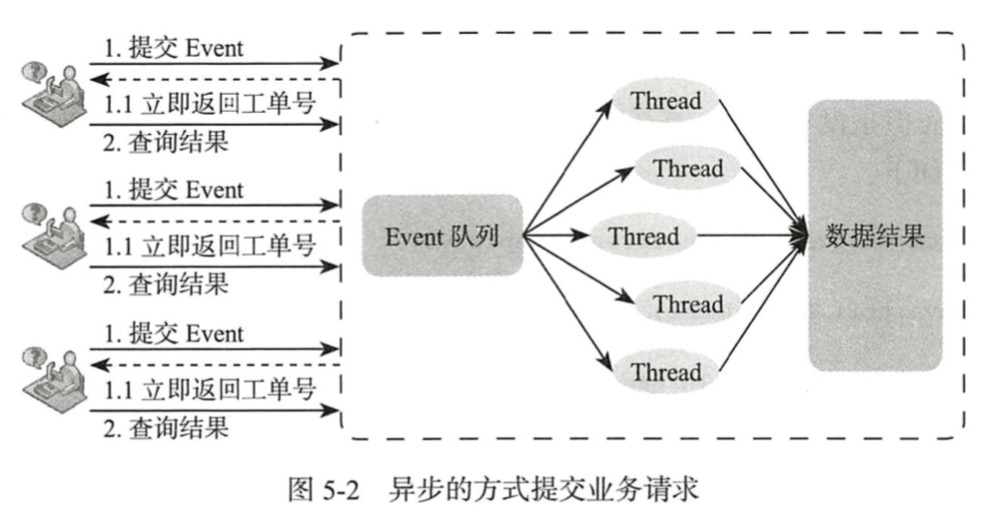 1. 提交 Event
1.1 立即返回工单号
2. 查询结果
1. 提交 Event
1.1 立即返回工单号
2. 查询结果
1. 提交 Event
1.1 立即返回工单号
2. 查询结果
Event 队列
Thread
Thread
Thread
Thread
Thread
数据结果
图 5-2 异步的方式提交业务请求